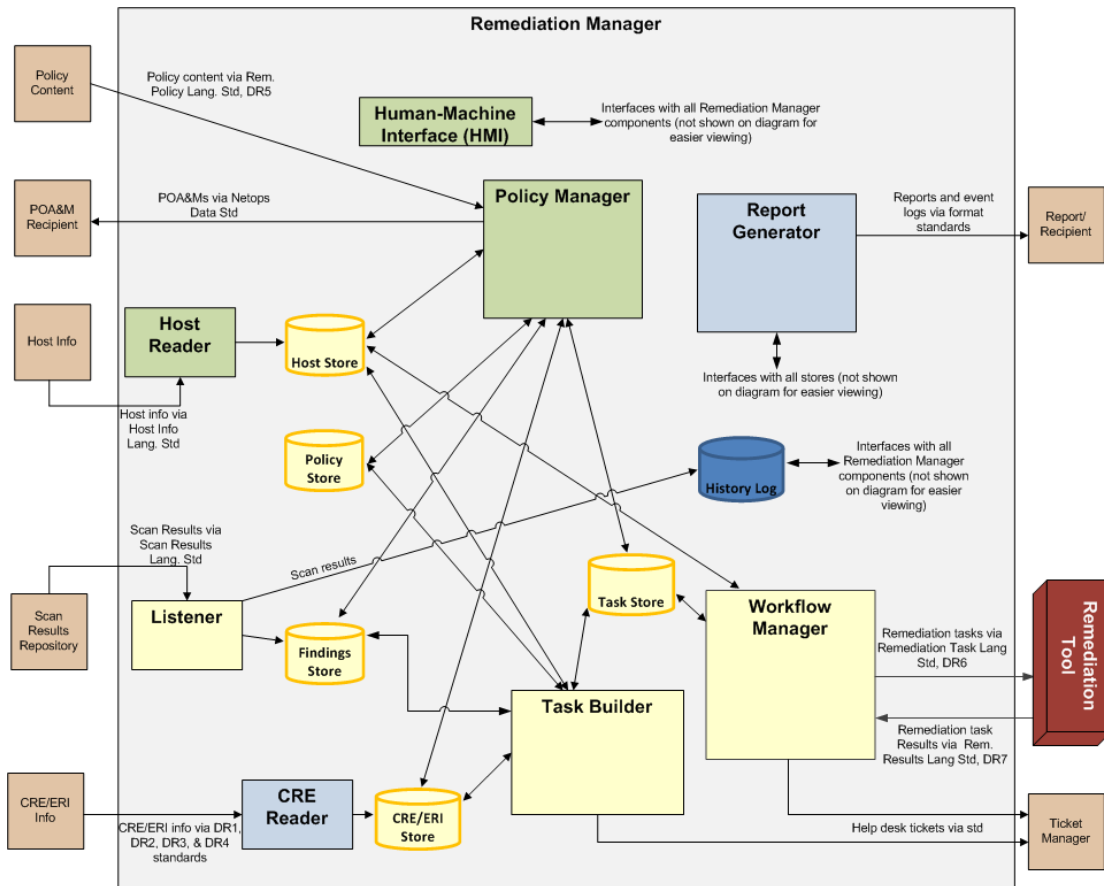 Remediation Manager
Policy
Content
Policy content via Rem.
Policy Lang. Std, DR5
Human-Machine
Interface (HMI)
Interfaces with all Remediation Manager
components (not shown on diagram for
easier viewing)
POA&M
Recipient
POA&Ms via Netops
Data Std
Policy Manager
Report
Generator
Reports and event
logs via format
standards
Report/
Recipient
Host Info
Host
Reader
Host Store
Host info via
Host Info
Lang. Std
Interfaces with all stores (not shown
on diagram for easier viewing)
Policy
Store
History Log
Interfaces with all
Remediation Manager
components (not shown
on diagram for easier
viewing)
Scan Results via
Scan Results
Lang. Std
Scan results
Scan
Results
Repository
Listener
Findings
Store
Task Store
Workflow
Manager
Remediation tasks via
Remediation Task Lang
Std, DR6
Remediation
Tool
Task Builder
Remediation task
Results via Rem.
Results Lang Std, DR7
CRE/ERI
Info
CRE/ERI info via DR1,
DR2, DR3, & DR4
standards
CRE
Reader
CRE/ERI
Store
Help desk tickets via std
Ticket
Manager